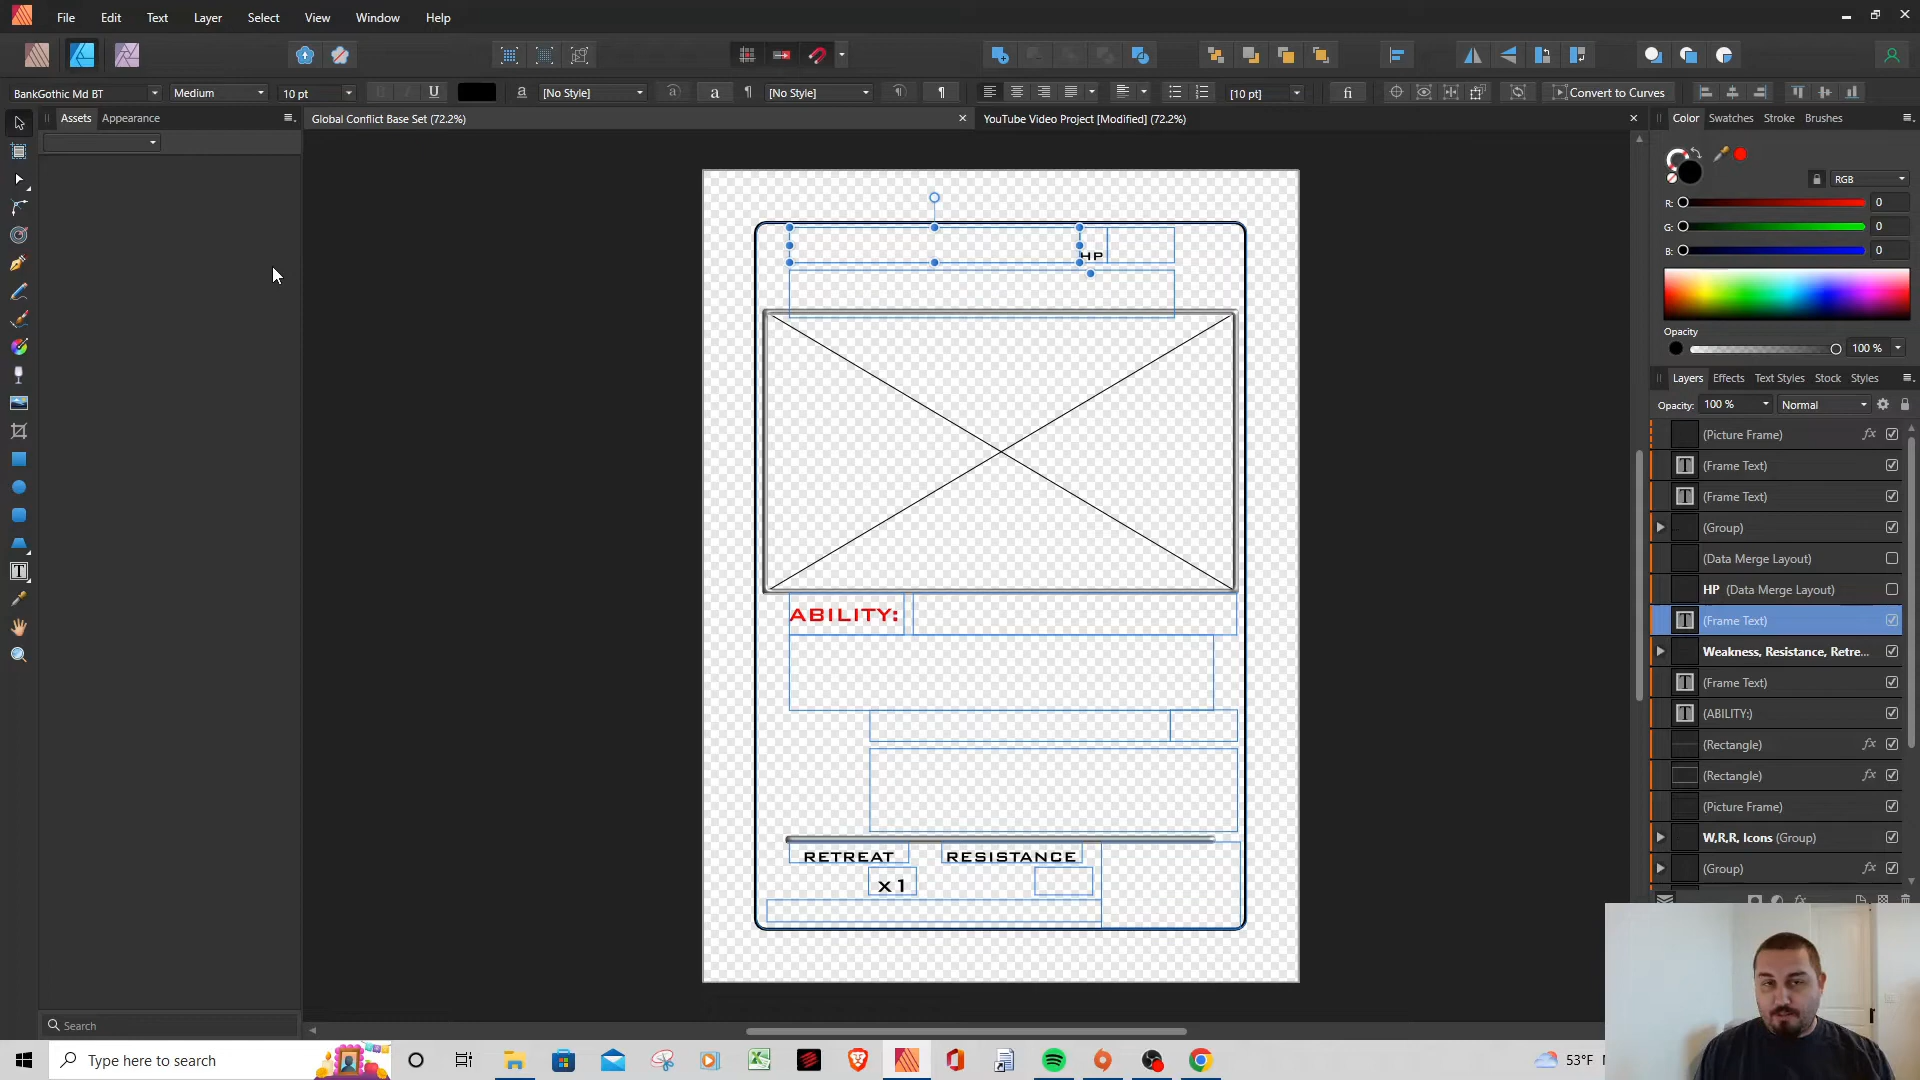 File Edit Text Layer Select View Window Help
BankGothic Md BT Medium 10 pt U a [No Style] a a ¶ [No Style] ¶ [10 pt] fi Convert to Curves
Assets Appearance
Global Conflict Base Set (72.2%)
YouTube Video Project [Modified] (72.2%)
Color Swatches Stroke Brushes
RGB
R: 0
G: 0
B: 0
Opacity
100 %
Layers Effects Text Styles Stock Styles
Opacity: 100 % Normal
(Picture Frame) fx
T (Frame Text)
T (Frame Text)
(Group)
(Data Merge Layout)
HP (Data Merge Layout)
T (Frame Text)
Weakness, Resistance, Retre...
T (Frame Text)
T (ABILITY:)
(Rectangle) fx
(Rectangle) fx
(Picture Frame)
W,R,R, Icons (Group)
(Group) fx
HP
ABILITY:
RETREAT RESISTANCE
x 1
Search
Type here to search
53°F